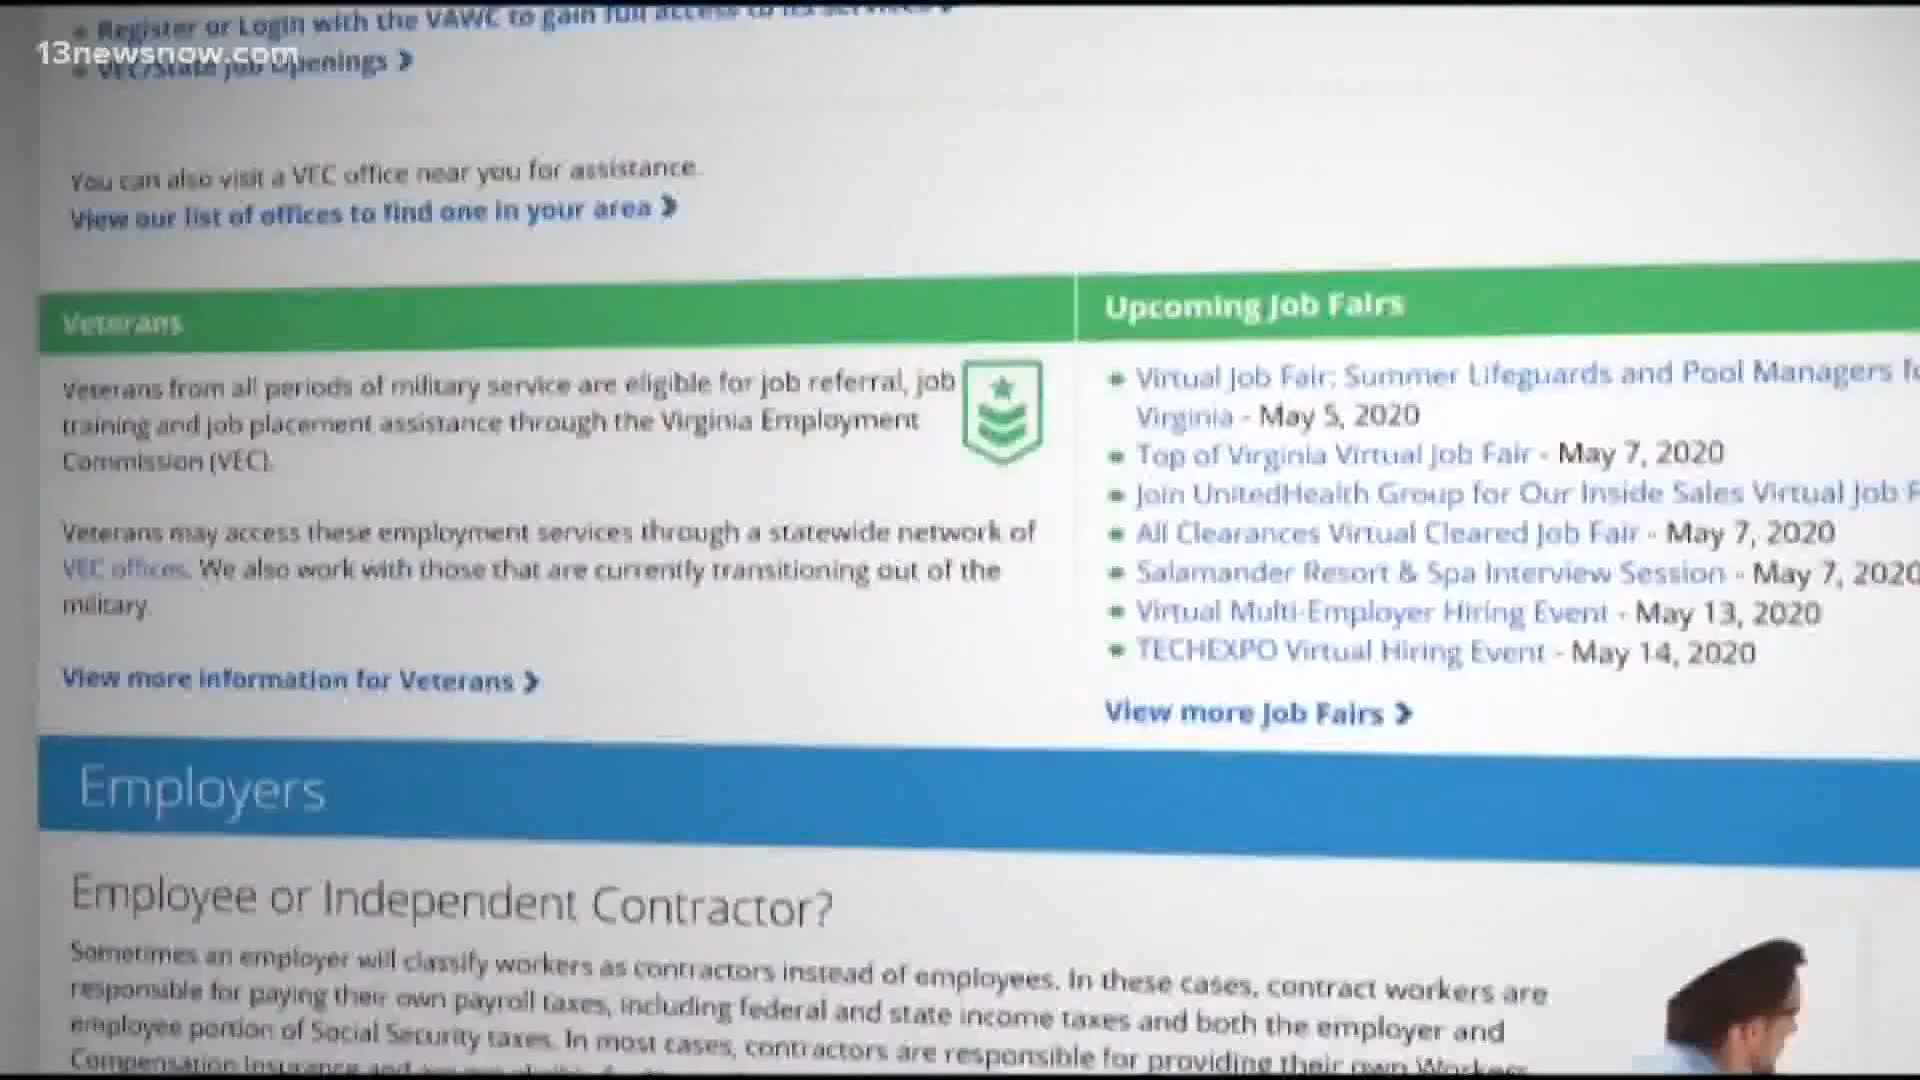 Register or Login with the VAWC to gain full access to its services
13newsnow.com
VEC/State Job Openings
You can also visit a VEC office near you for assistance.
View our list of offices to find one in your area
Veterans
Veterans from all periods of military service are eligible for job referral, job
training and job placement assistance through the Virginia Employment
Commission (VEC).
Veterans may access these employment services through a statewide network of
VEC offices. We also work with those that are currently transitioning out of the
military.
View more information for Veterans
Upcoming Job Fairs
Virtual Job Fair; Summer Lifeguards and Pool Managers
Virginia - May 5, 2020
Top of Virginia Virtual Job Fair - May 7, 2020
Join UnitedHealth Group for Our Inside Sales Virtual Job
All Clearances Virtual Cleared Job Fair - May 7, 2020
Salamander Resort & Spa Interview Session - May 7, 2020
Virtual Multi-Employer Hiring Event - May 13, 2020
TECHEXPO Virtual Hiring Event - May 14, 2020
View more Job Fairs
Employers
Employee or Independent Contractor?
Sometimes an employer will classify workers as contractors instead of employees. In these cases, contract workers are
responsible for paying their own payroll taxes, including federal and state income taxes and both the employer and
employee portion of Social Security taxes. In most cases, contractors are responsible for providing their own Workers
Compensation Insurance and